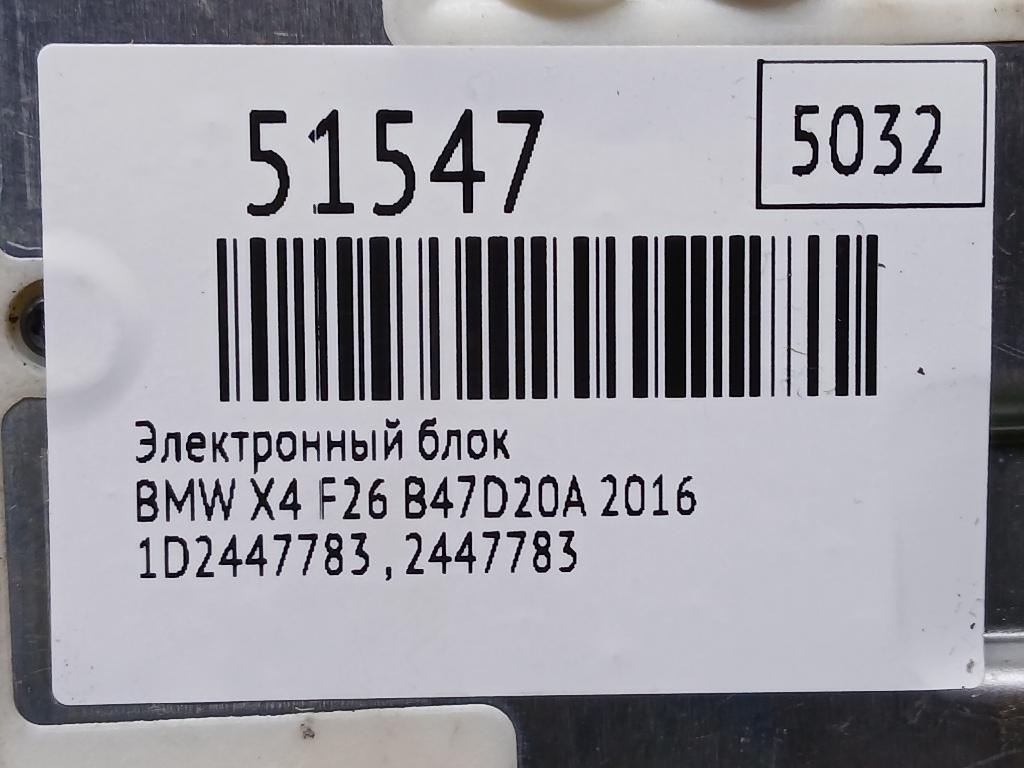 51547
5032
Электронный блок
BMW X4 F26 B47D20A 2016
1D2447783 , 2447783